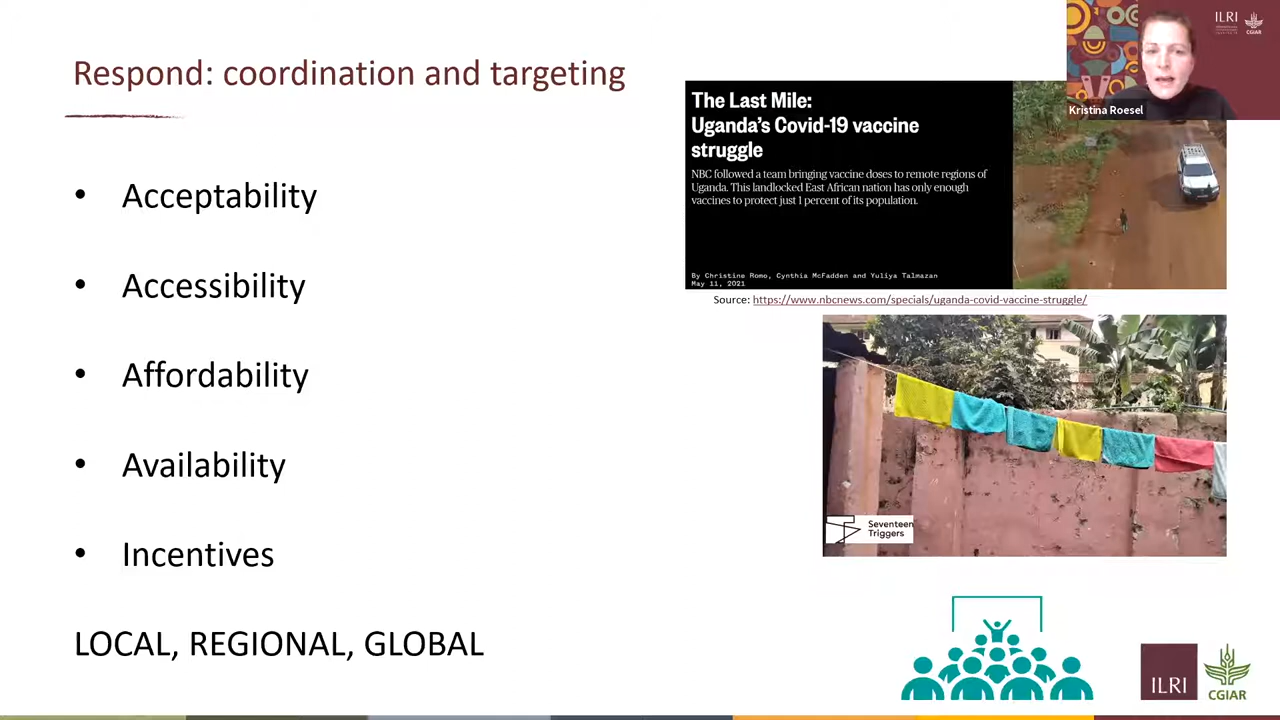 Respond: coordination and targeting
• Acceptability
• Accessibility
• Affordability
• Availability
• Incentives
LOCAL, REGIONAL, GLOBAL
The Last Mile:
Uganda's Covid-19 vaccine
struggle
NBC followed a team bringing vaccine doses to remote regions of
Uganda. This landlocked East African nation has only enough
vaccines to protect just 1 percent of its population.
By Christine Romo, Cynthia McFadden and Yuliya Talmazan
May 11, 2021
Source: https://www.nbcnews.com/specials/uganda-covid-vaccine-struggle/
Seventeen
Triggers
ILRI
CGIAR
Kristina Roesel
ILRI
CGIAR